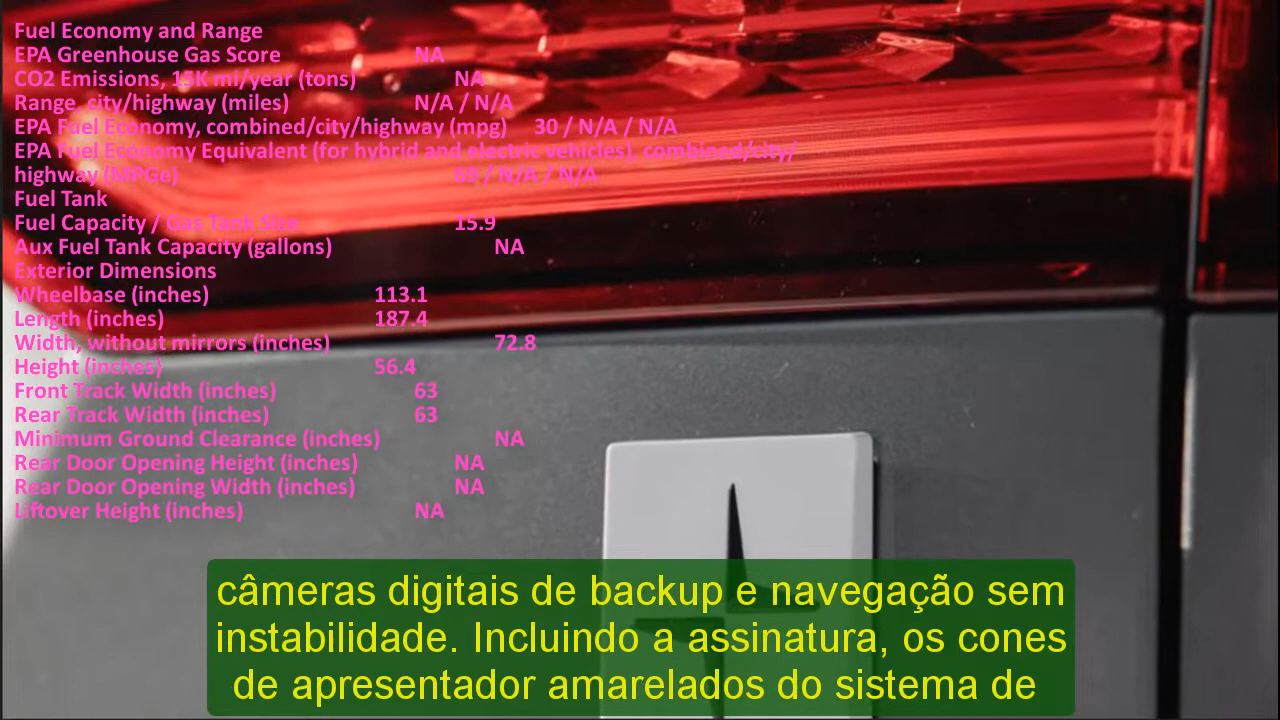 Fuel Economy and Range
EPA Greenhouse Gas Score NA
CO2 Emissions, 15K mi/year (tons) NA
Range, city/highway (miles) N/A / N/A
EPA Fuel Economy, combined/city/highway (mpg) 30 / N/A / N/A
EPA Fuel Economy Equivalent (for hybrid and electric vehicles), combined/city/
highway (MPGe) 69 / N/A / N/A
Fuel Tank
Fuel Capacity / Gas Tank Size 15.9
Aux Fuel Tank Capacity (gallons) NA
Exterior Dimensions
Wheelbase (inches) 113.1
Length (inches) 187.4
Width, without mirrors (inches) 72.8
Height (inches) 56.4
Front Track Width (inches) 63
Rear Track Width (inches) 63
Minimum Ground Clearance (inches) NA
Rear Door Opening Height (inches) NA
Rear Door Opening Width (inches) NA
Liftover Height (inches) NA
câmeras digitais de backup e navegação sem
instabilidade. Incluindo a assinatura, os cones
de apresentador amarelados do sistema de